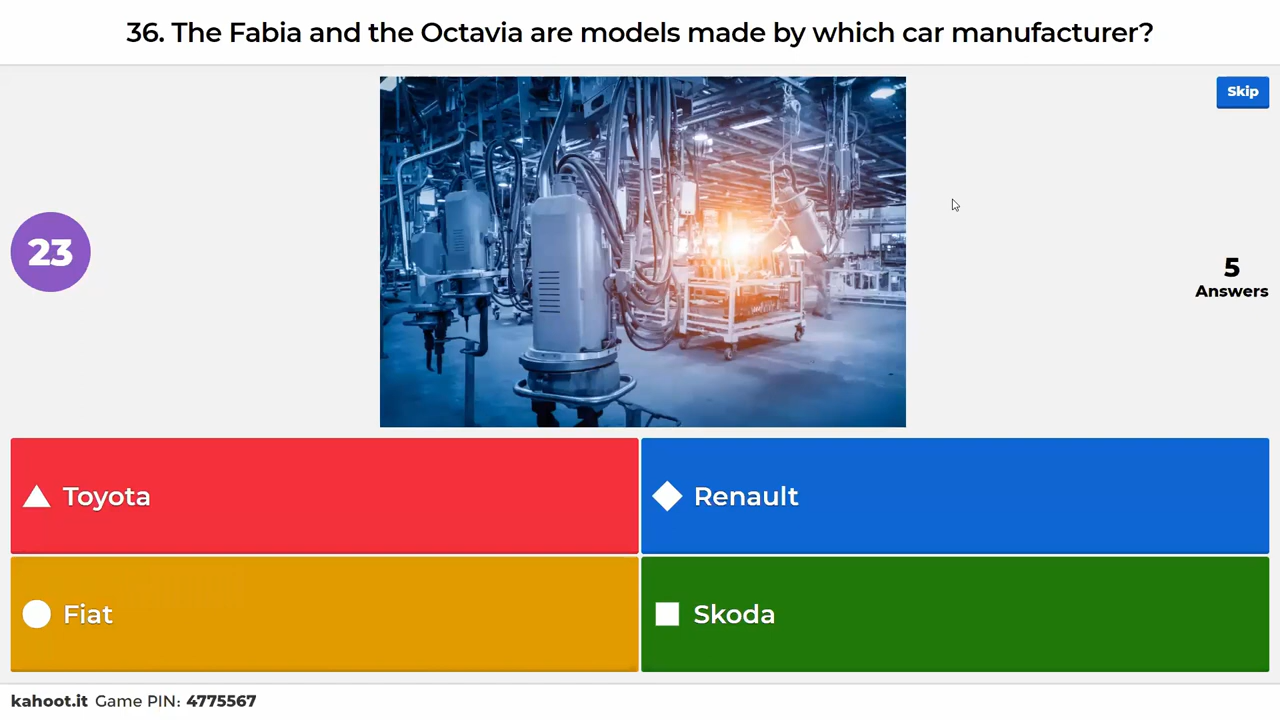 36. The Fabia and the Octavia are models made by which car manufacturer?
Skip
23
5
Answers
Toyota
Renault
Fiat
Skoda
kahoot.it Game PIN: 4775567